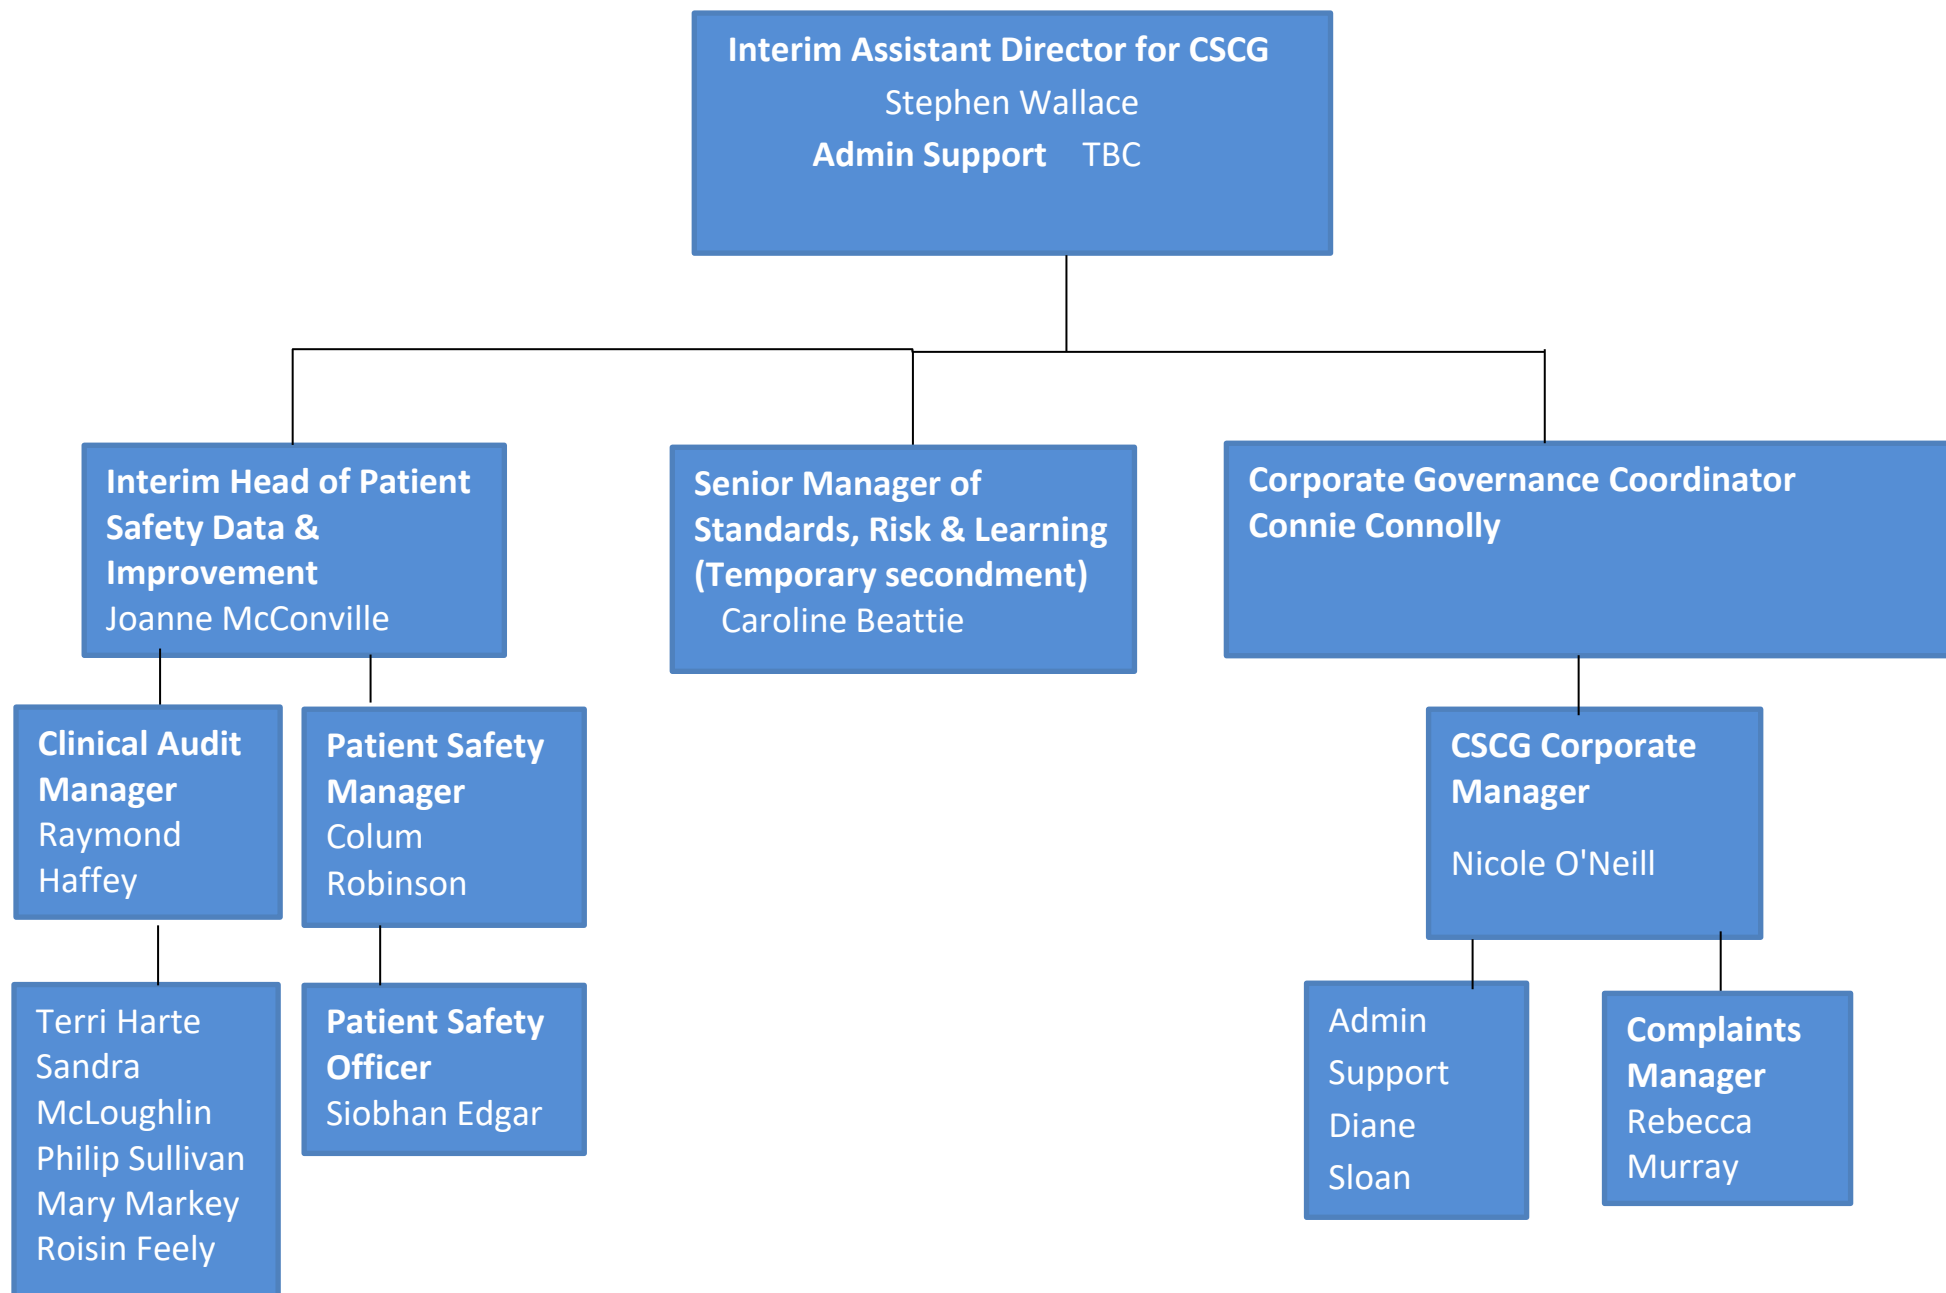 Interim Assistant Director for CSCG
Stephen Wallace
Admin Support TBC
Interim Head of Patient
Safety Data &
Improvement
Joanne McConville
Senior Manager of
Standards, Risk & Learning
(Temporary secondment)
Caroline Beattie
Corporate Governance Coordinator
Connie Connolly
Clinical Audit
Manager
Raymond
Haffey
Patient Safety
Manager
Colum
Robinson
CSCG Corporate
Manager
Nicole O'Neill
Terri Harte
Sandra
McLoughlin
Philip Sullivan
Mary Markey
Roisin Feely
Patient Safety
Officer
Siobhan Edgar
Admin
Support
Diane
Sloan
Complaints
Manager
Rebecca
Murray